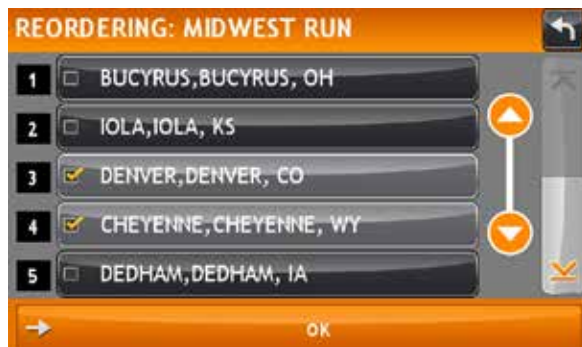 REORDERING: MIDWEST RUN
1 BUCYRUS,BUCYRUS, OH
2 IOLA,IOLA, KS
3 DENVER,DENVER, CO
4 CHEYENNE,CHEYENNE, WY
5 DEDHAM,DEDHAM, IA
OK